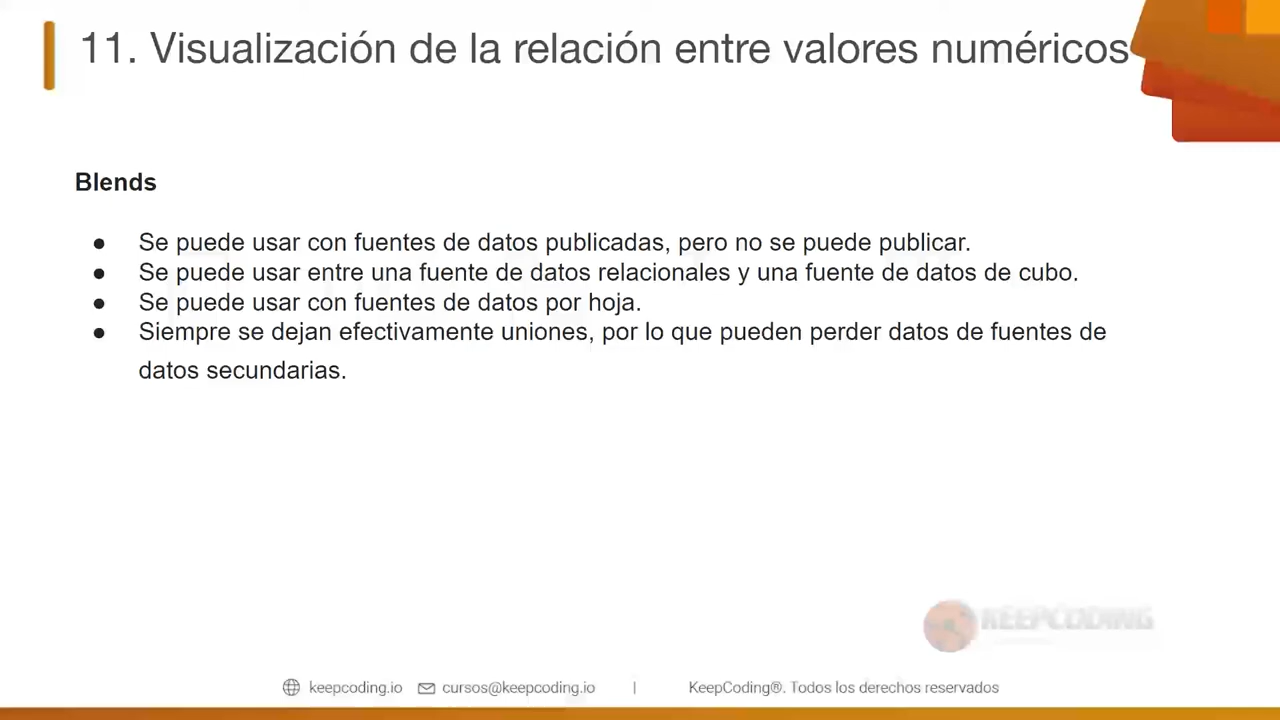 11. Visualización de la relación entre valores numéricos
Blends
● Se puede usar con fuentes de datos publicadas, pero no se puede publicar.
● Se puede usar entre una fuente de datos relacionales y una fuente de datos de cubo.
● Se puede usar con fuentes de datos por hoja.
● Siempre se dejan efectivamente uniones, por lo que pueden perder datos de fuentes de
datos secundarias.
KEEPCODING
keepcoding.io cursos@keepcoding.io | KeepCoding®. Todos los derechos reservados